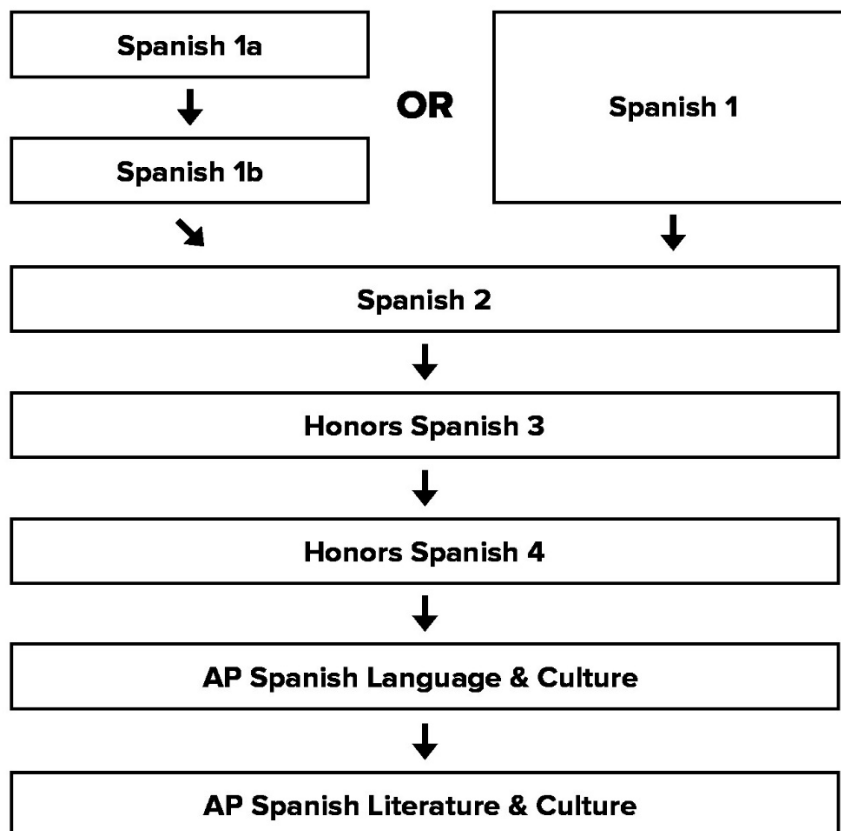 Spanish 1a
OR
Spanish 1
Spanish 1b
Spanish 2
Honors Spanish 3
Honors Spanish 4
AP Spanish Language & Culture
AP Spanish Literature & Culture